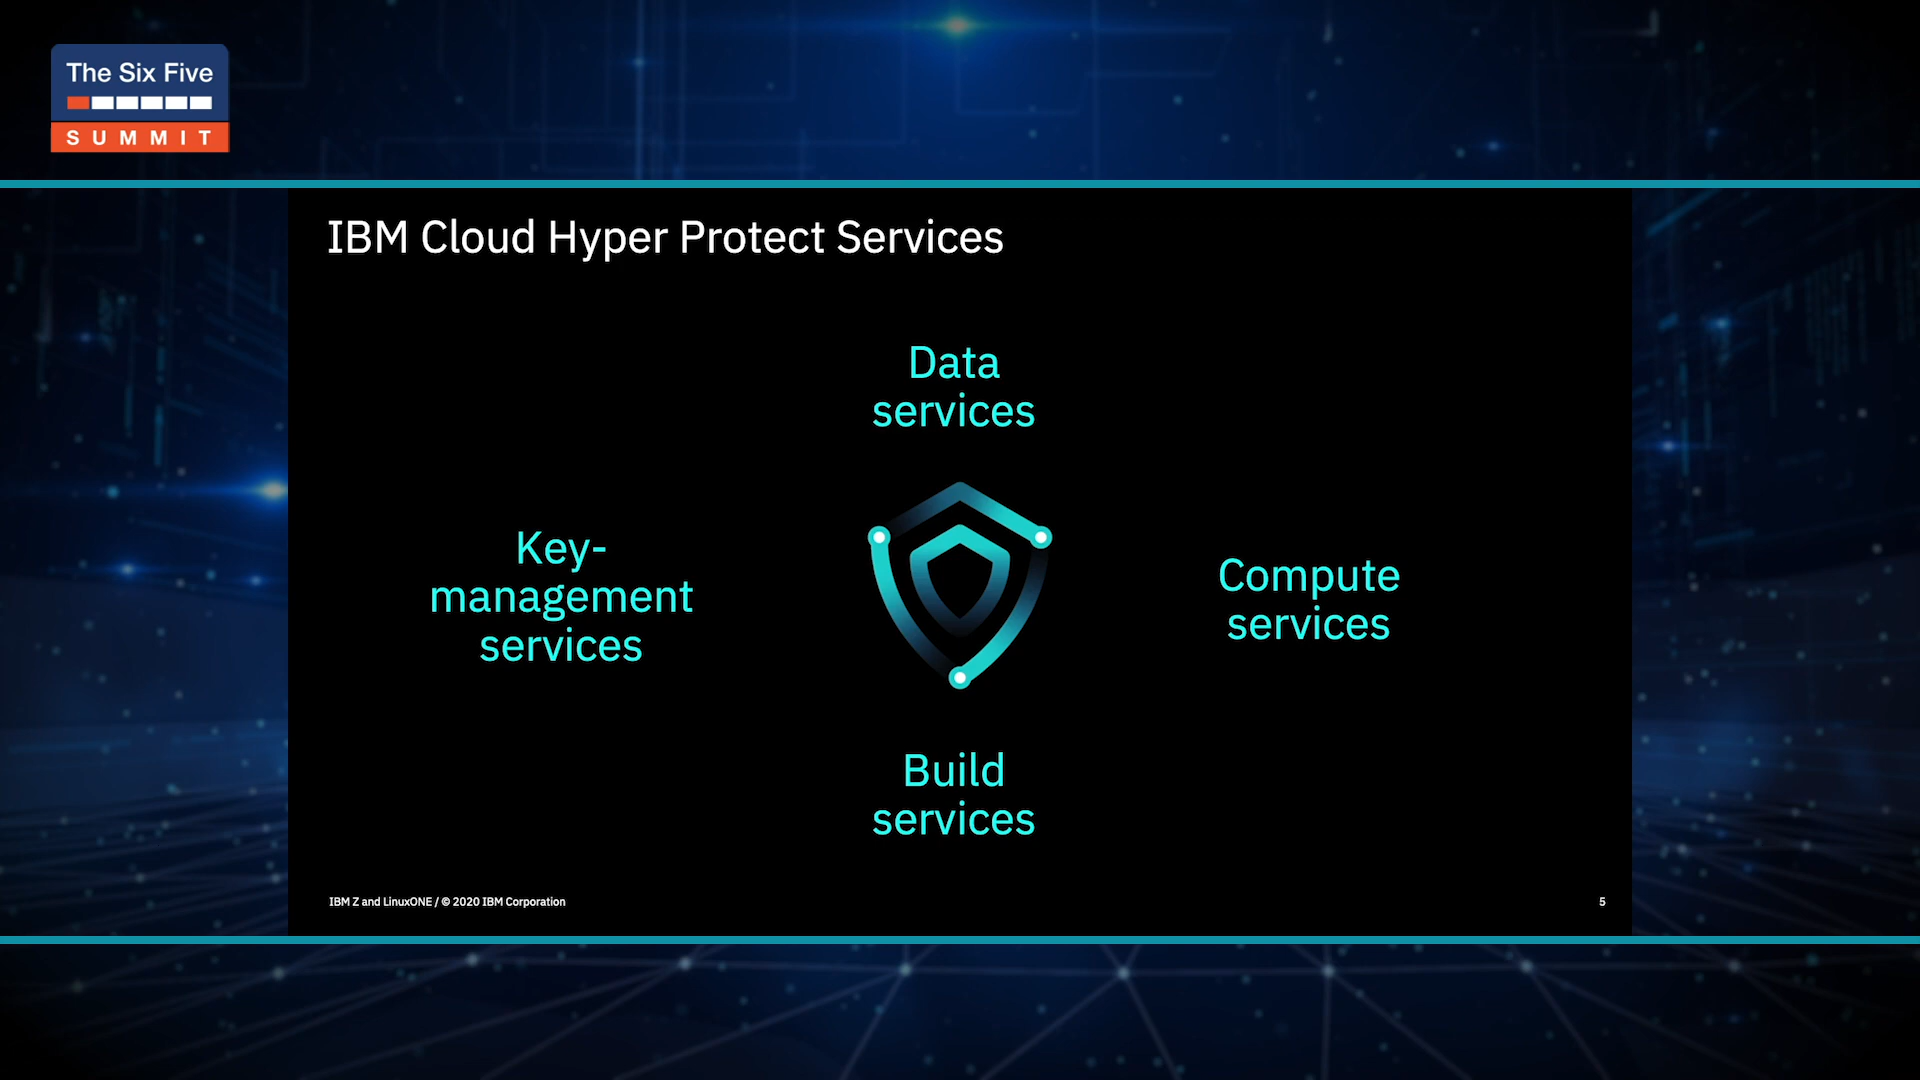 The Six Five
SUMMIT
IBM Cloud Hyper Protect Services
Data
services
Key-
management
services
Compute
services
Build
services
IBM Z and LinuxONE / © 2020 IBM Corporation
5